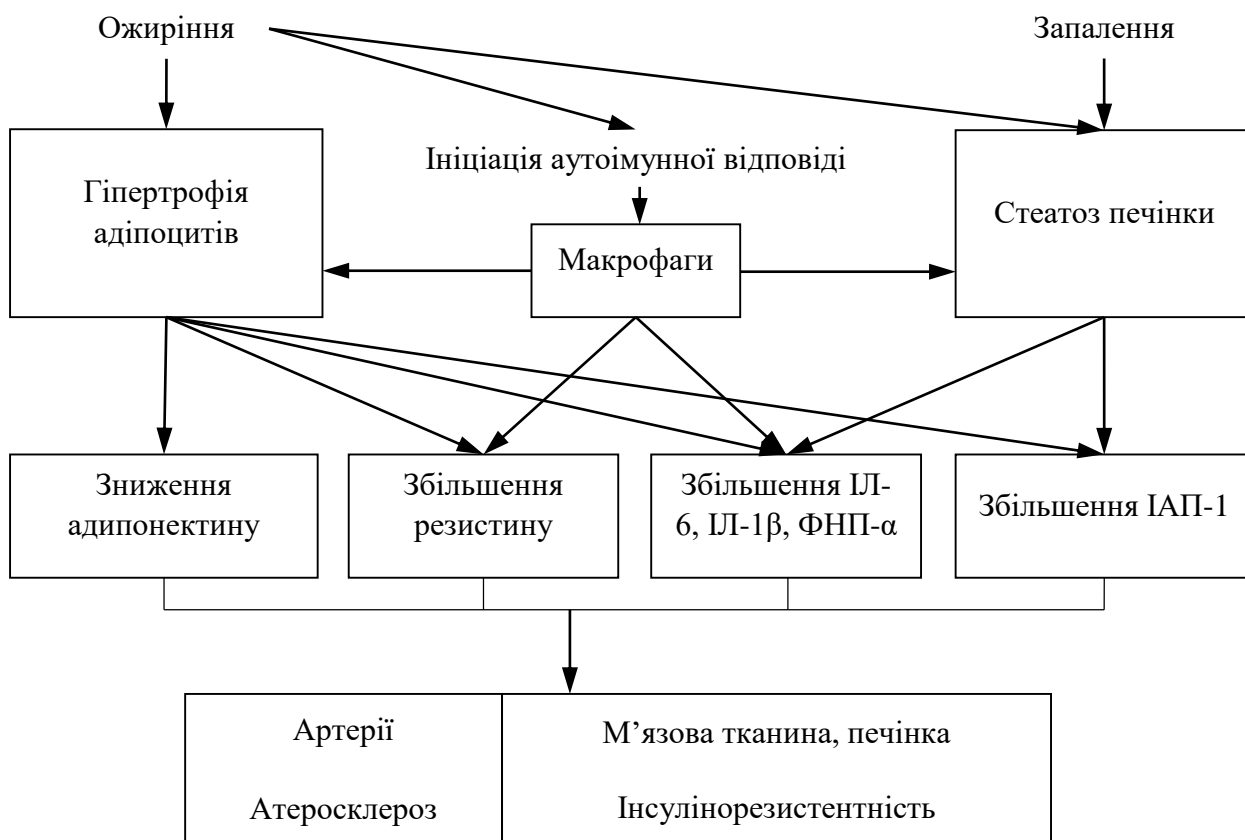 Ожиріння
Запалення
Ініціація аутоімунної відповіді
Гіпертрофія
адіпоцитів
Макрофаги
Стеатоз печінки
Зниження
адипонектину
Збільшення
резистину
Збільшення ІЛ-
6, ІЛ-1β, ФНП-α
Збільшення ІАП-1
Артерії
Атеросклероз
М’язова тканина, печінка
Інсулінорезистентність